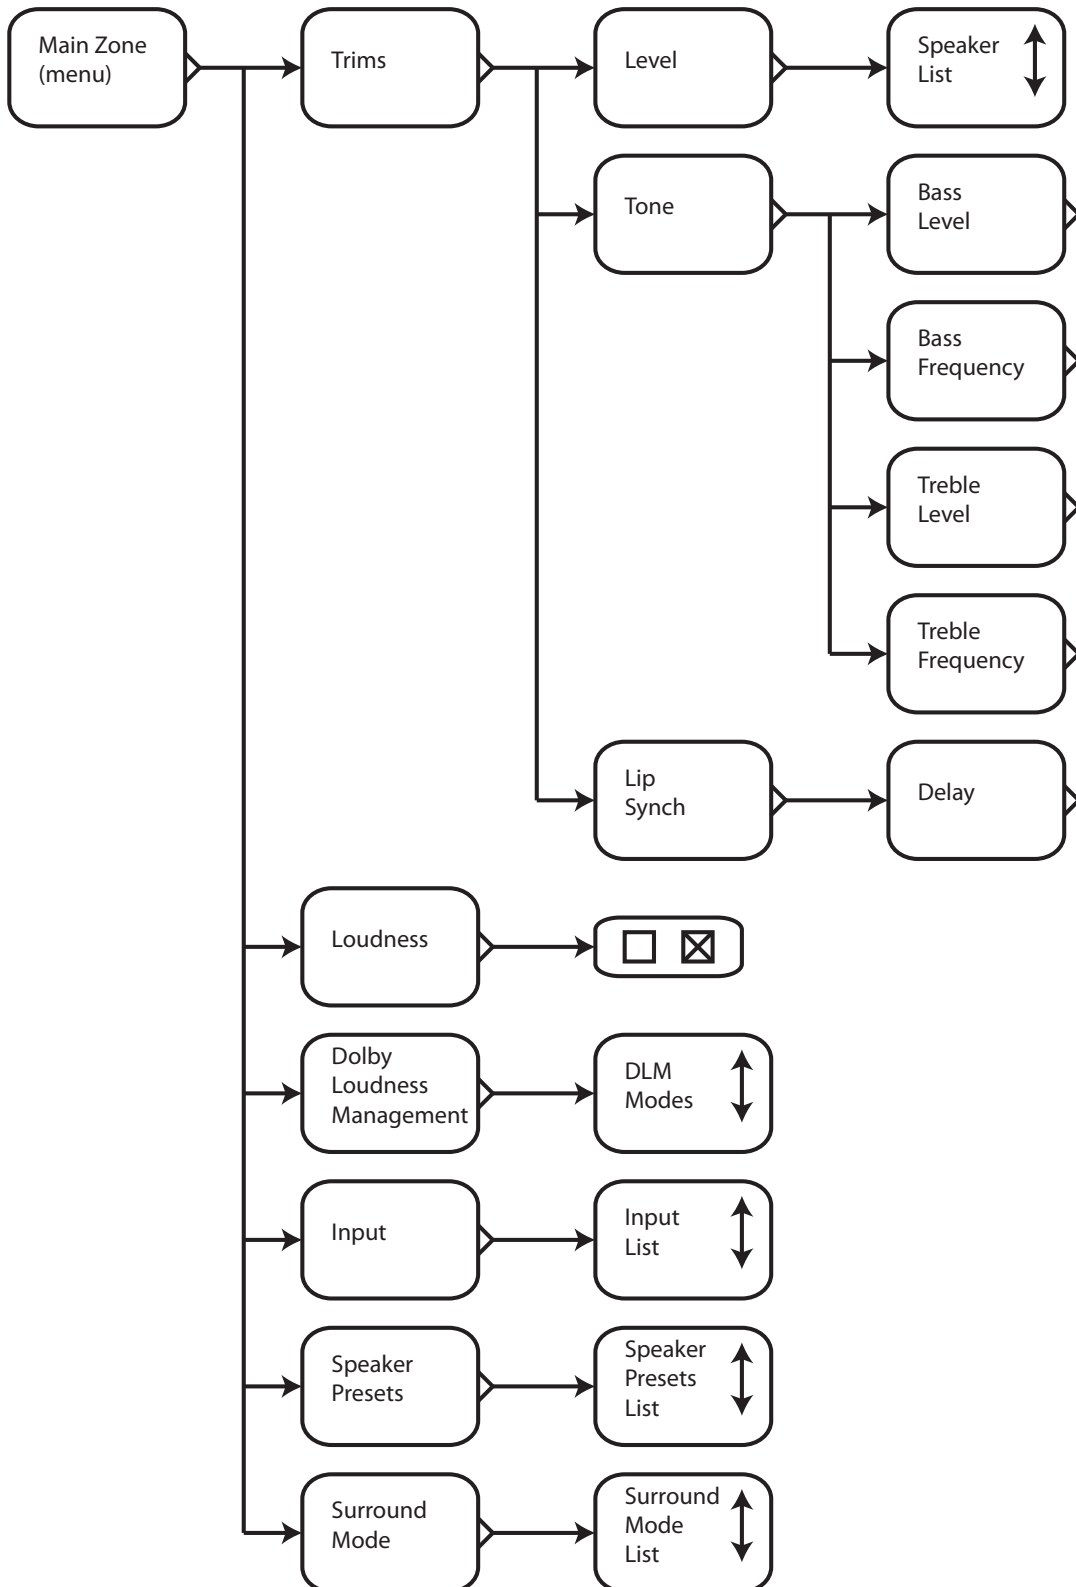 Main Zone
(menu)
Trims
Level
Speaker
List
Tone
Bass
Level
Bass
Frequency
Treble
Level
Treble
Frequency
Lip
Synch
Delay
Loudness
Dolby
Loudness
Management
DLM
Modes
Input
Input
List
Speaker
Presets
Speaker
Presets
List
Surround
Mode
Surround
Mode
List